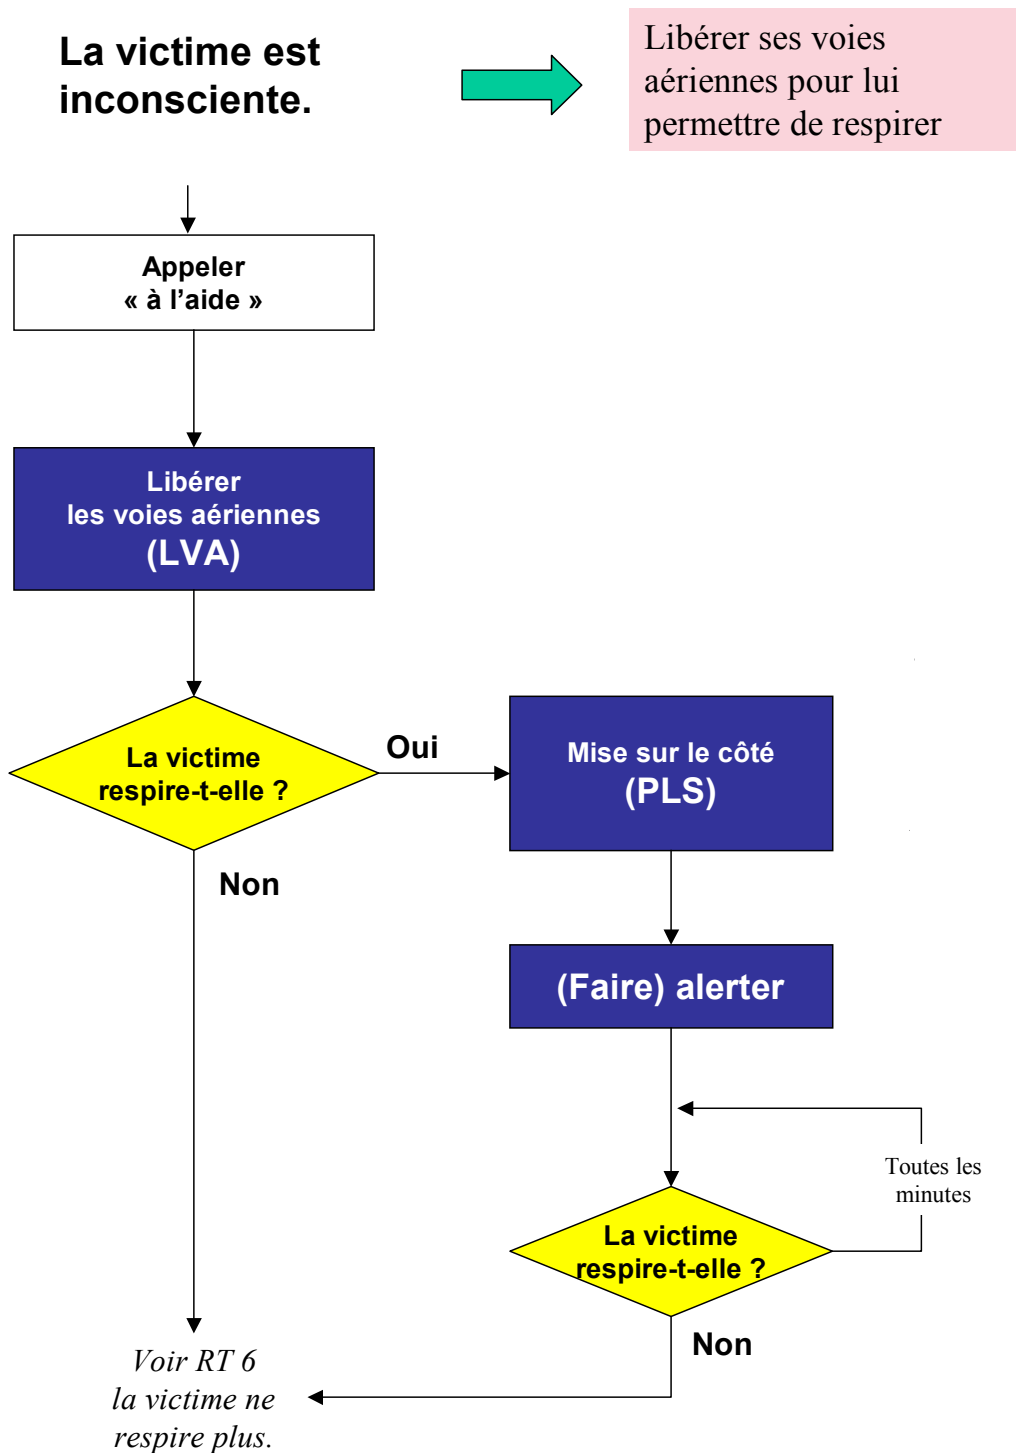 La victime est
inconsciente.
Libérer ses voies
aériennes pour lui
permettre de respirer
Appeler
« à l’aide »
Libérer
les voies aériennes
(LVA)
La victime
respire-t-elle ?
Oui
Mise sur le côté
(PLS)
Non
(Faire) alerter
Toutes les
minutes
La victime
respire-t-elle ?
Non
Voir RT 6
la victime ne
respire plus.